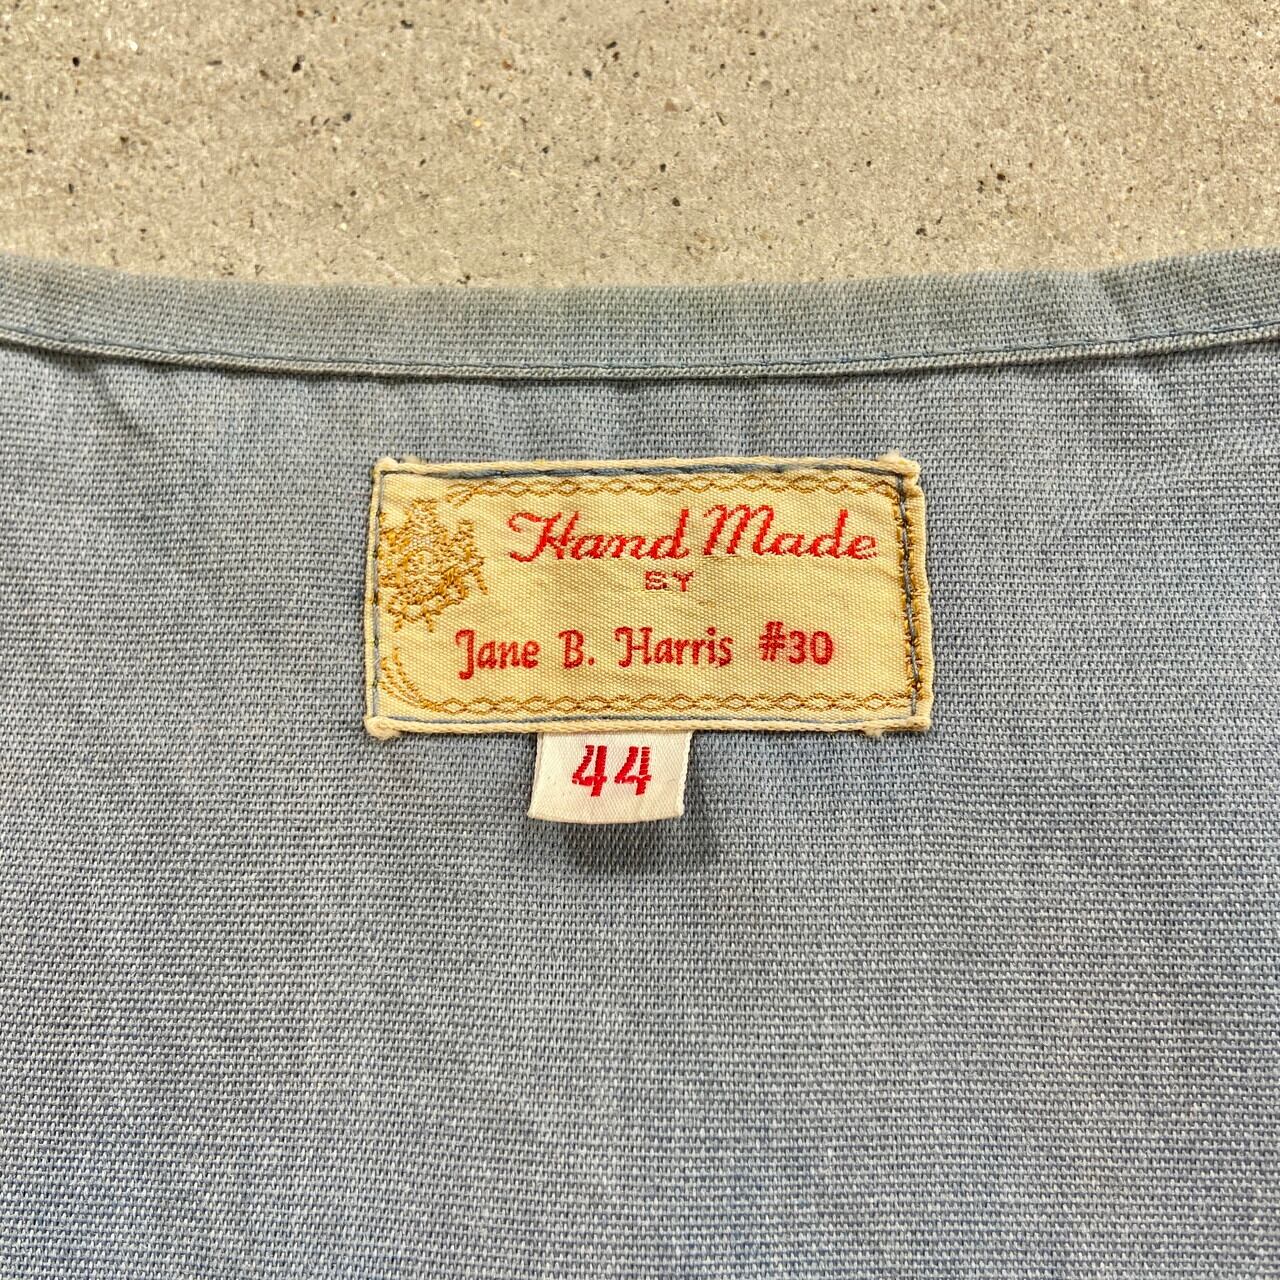 Hand Made
BY
Jane B. Harris #30
44